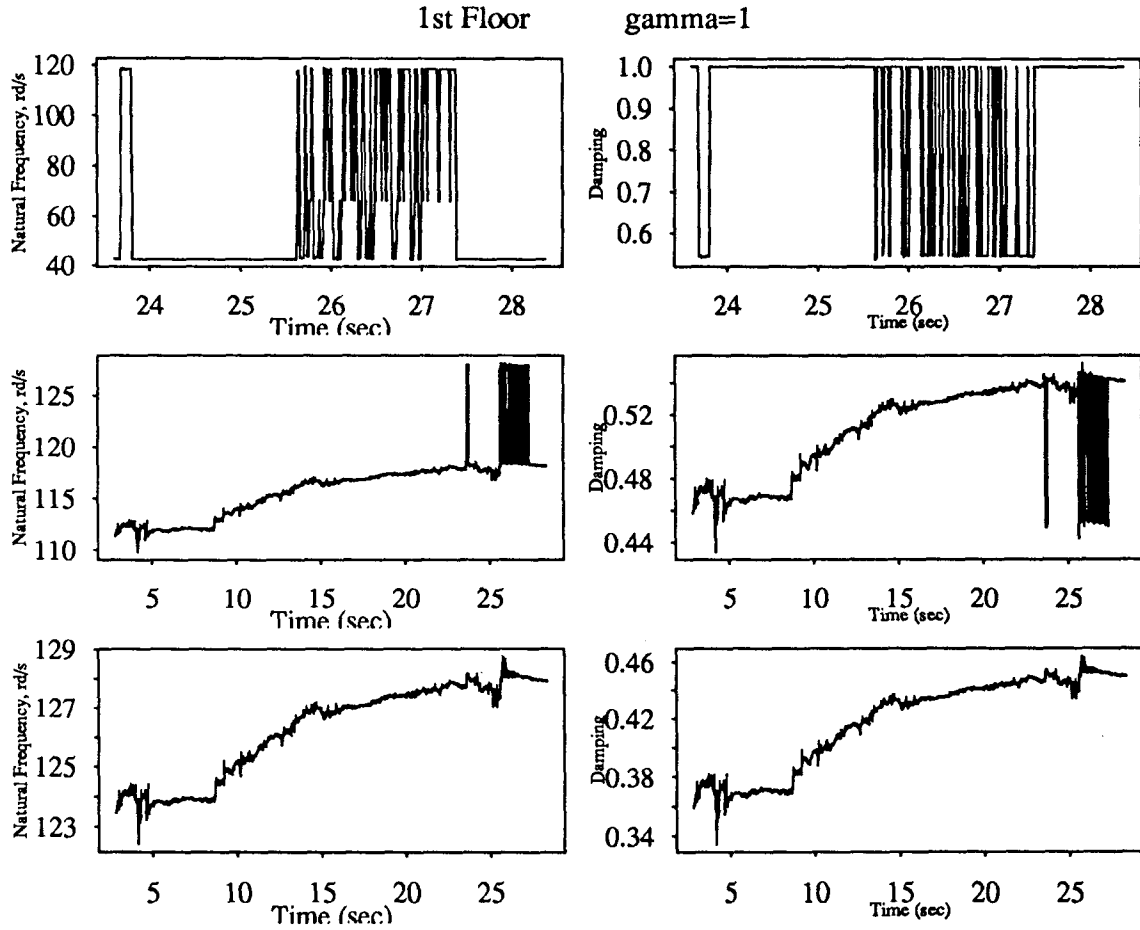 1st Floor gamma=1
Natural Frequency, rd/s
120
100
80
60
40
24 25 26 27 28
Time (sec)
Damping
1.0
0.9
0.8
0.7
0.6
24 25 26 27 28
Time (sec)
Natural Frequency, rd/s
125
120
115
110
5 10 15 20 25
Time (sec)
Damping
0.52
0.48
0.44
5 10 15 20 25
Time (sec)
Natural Frequency, rd/s
129
127
125
123
5 10 15 20 25
Time (sec)
Damping
0.46
0.42
0.38
0.34
5 10 15 20 25
Time (sec)